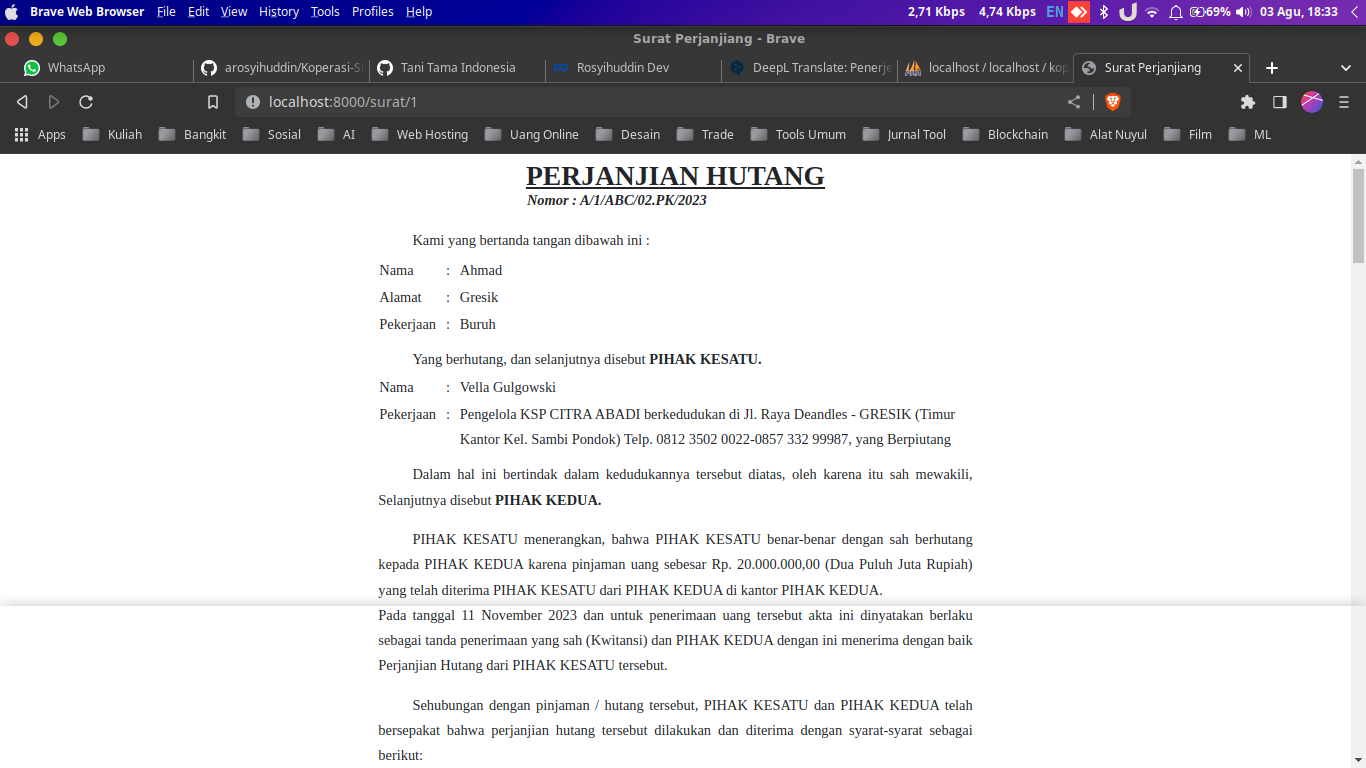 Brave Web Browser File Edit View History Tools Profiles Help 2,71 Kbps 4,74 Kbps EN 69% 03 Agu, 18:33
Surat Perjanjiang - Brave
WhatsApp arosyihuddin/Koperasi-Si Tani Tama Indonesia Rosyihuddin Dev DeepL Translate: Penerje localhost / localhost / kop Surat Perjanjiang
localhost:8000/surat/1
Apps Kuliah Bangkit Sosial AI Web Hosting Uang Online Desain Trade Tools Umum Jurnal Tool Blockchain Alat Nuyul Film ML
PERJANJIAN HUTANG
Nomor : A/1/ABC/02.PK/2023
Kami yang bertanda tangan dibawah ini :
Nama : Ahmad
Alamat : Gresik
Pekerjaan : Buruh
Yang berhutang, dan selanjutnya disebut PIHAK KESATU.
Nama : Vella Gulgowski
Pekerjaan : Pengelola KSP CITRA ABADI berkedudukan di Jl. Raya Deandles - GRESIK (Timur
Kantor Kel. Sambi Pondok) Telp. 0812 3502 0022-0857 332 99987, yang Berpiutang
Dalam hal ini bertindak dalam kedudukannya tersebut diatas, oleh karena itu sah mewakili,
Selanjutnya disebut PIHAK KEDUA.
PIHAK KESATU menerangkan, bahwa PIHAK KESATU benar-benar dengan sah berhutang
kepada PIHAK KEDUA karena pinjaman uang sebesar Rp. 20.000.000,00 (Dua Puluh Juta Rupiah)
yang telah diterima PIHAK KESATU dari PIHAK KEDUA di kantor PIHAK KEDUA.
Pada tanggal 11 November 2023 dan untuk penerimaan uang tersebut akta ini dinyatakan berlaku
sebagai tanda penerimaan yang sah (Kwitansi) dan PIHAK KEDUA dengan ini menerima dengan baik
Perjanjian Hutang dari PIHAK KESATU tersebut.
Sehubungan dengan pinjaman / hutang tersebut, PIHAK KESATU dan PIHAK KEDUA telah
bersepakat bahwa perjanjian hutang tersebut dilakukan dan diterima dengan syarat-syarat sebagai
berikut: